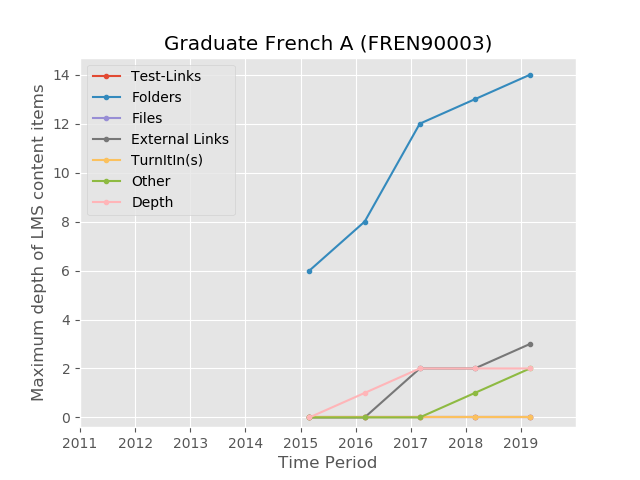 Graduate French A (FREN90003)
Maximum depth of LMS content items
14
12
10
8
6
4
2
0
Test-Links
Folders
Files
External Links
TurnItIn(s)
Other
Depth
2011 2012 2013 2014 2015 2016 2017 2018 2019
Time Period